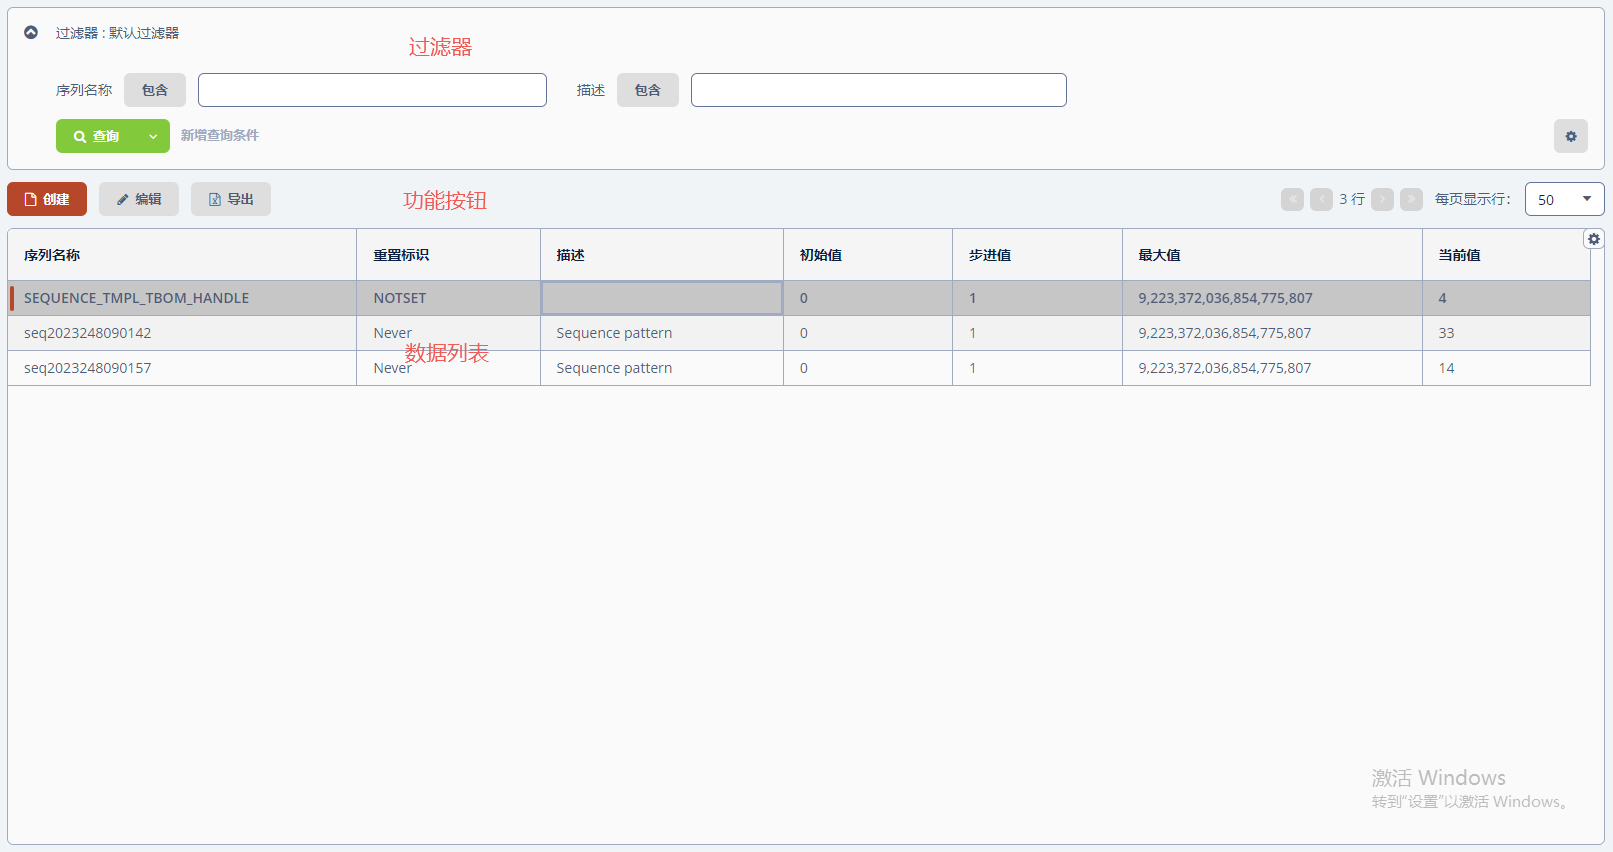 过滤器 : 默认过滤器
过滤器
序列名称 包含 描述 包含
查询 新增查询条件
创建 编辑 导出 功能按钮 3 行 每页显示行: 50
序列名称 重置标识 描述 初始值 步进值 最大值 当前值
SEQUENCE_TMPL_TBOM_HANDLE NOTSET 0 1 9,223,372,036,854,775,807 4
seq2023248090142 Never Sequence pattern 0 1 9,223,372,036,854,775,807 33
数据列表
seq2023248090157 Never Sequence pattern 0 1 9,223,372,036,854,775,807 14
激活 Windows
转到“设置”以激活 Windows。